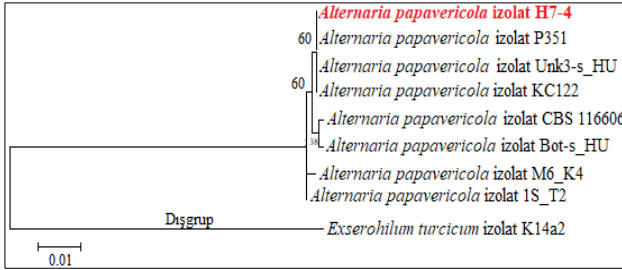 Alternaria papavericola izolat H7-4
60
Alternaria papavericola izolat P351
Alternaria papavericola izolat Unk3-s_HU
60
Alternaria papavericola izolat KC122
Alternaria papavericola izolat CBS 116606
38
Alternaria papavericola izolat Bot-s_HU
Alternaria papavericola izolat M6_K4
Alternaria papavericola izolat 1S_T2
Dışgrup
Exserohilum turcicum izolat K14a2
0.01